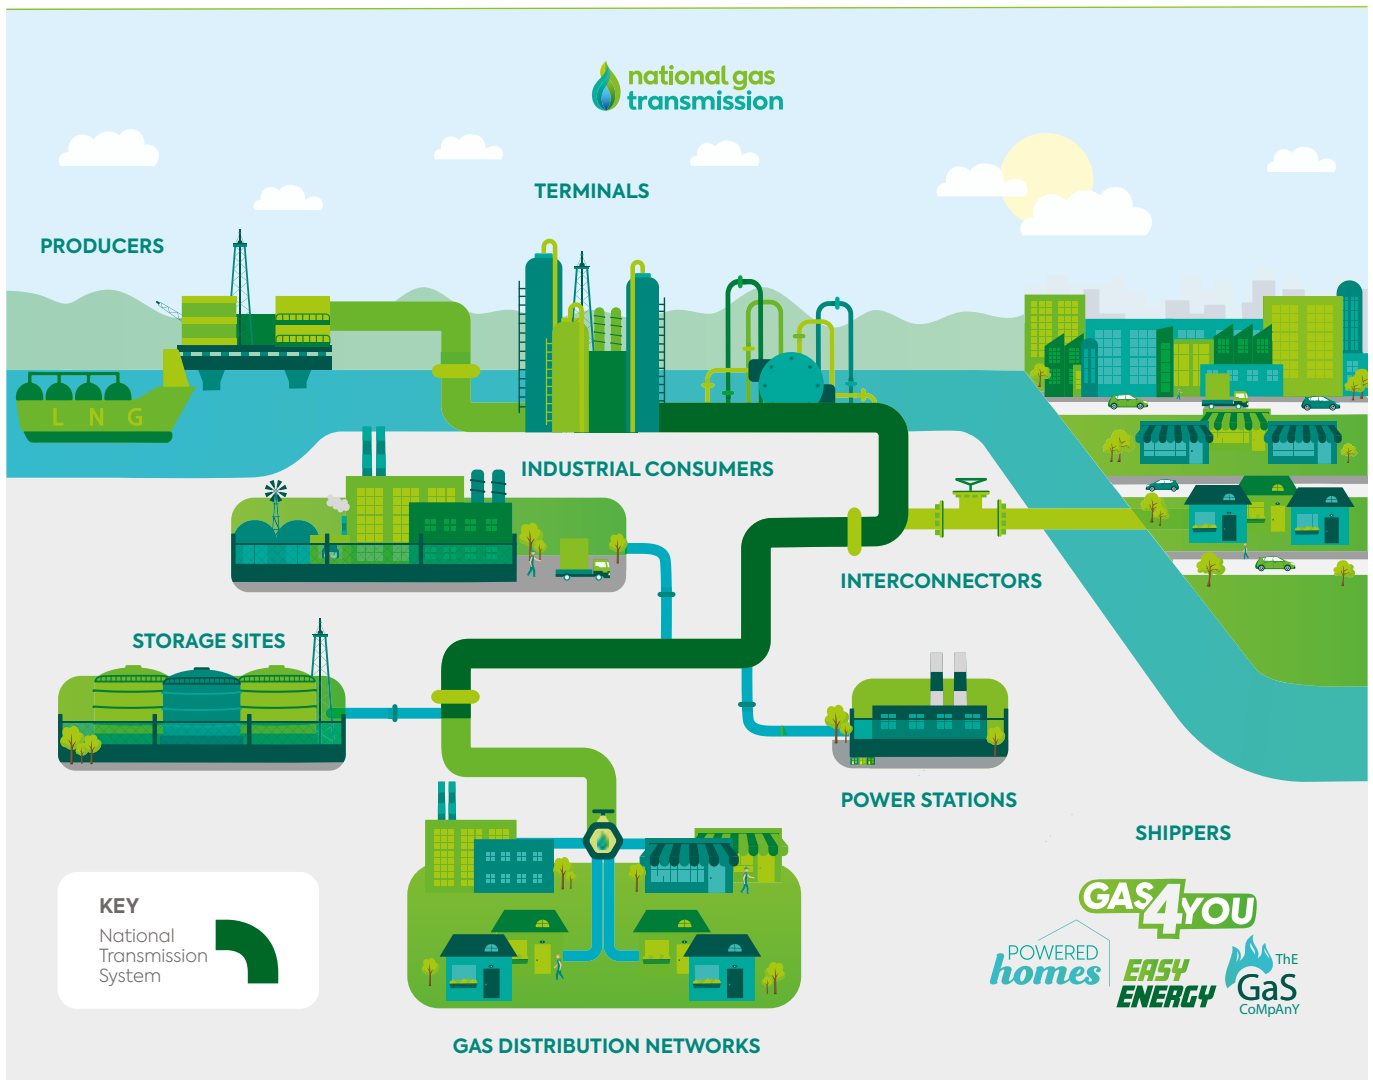 national gas
transmission
TERMINALS
PRODUCERS
L N G
INDUSTRIAL CONSUMERS
INTERCONNECTORS
STORAGE SITES
POWER STATIONS
SHIPPERS
GAS4YOU
POWERED
homes
EASY
ENERGY
ThE
GaS
CoMpAnY
KEY
National
Transmission
System
GAS DISTRIBUTION NETWORKS